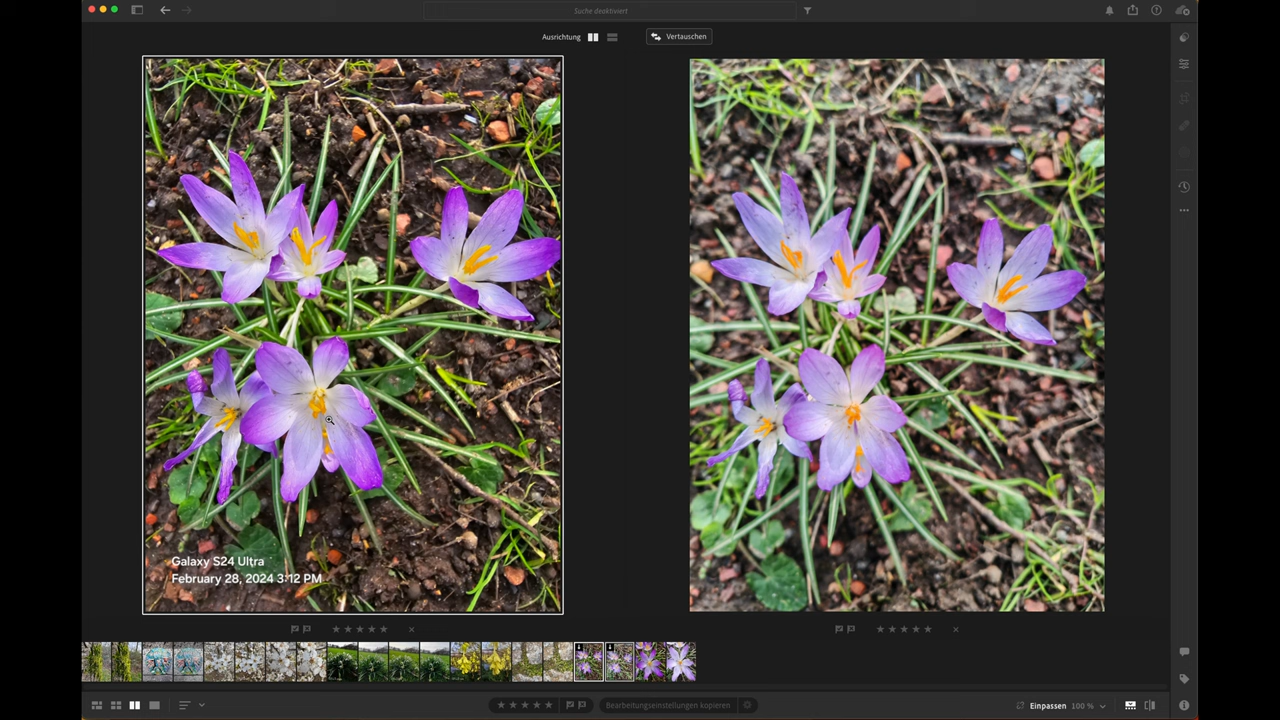 Suche deaktiviert
Ausrichtung
Vertauschen
Galaxy S24 Ultra
February 28, 2024 3:12 PM
Bearbeitungseinstellungen kopieren
Einpassen 100 %